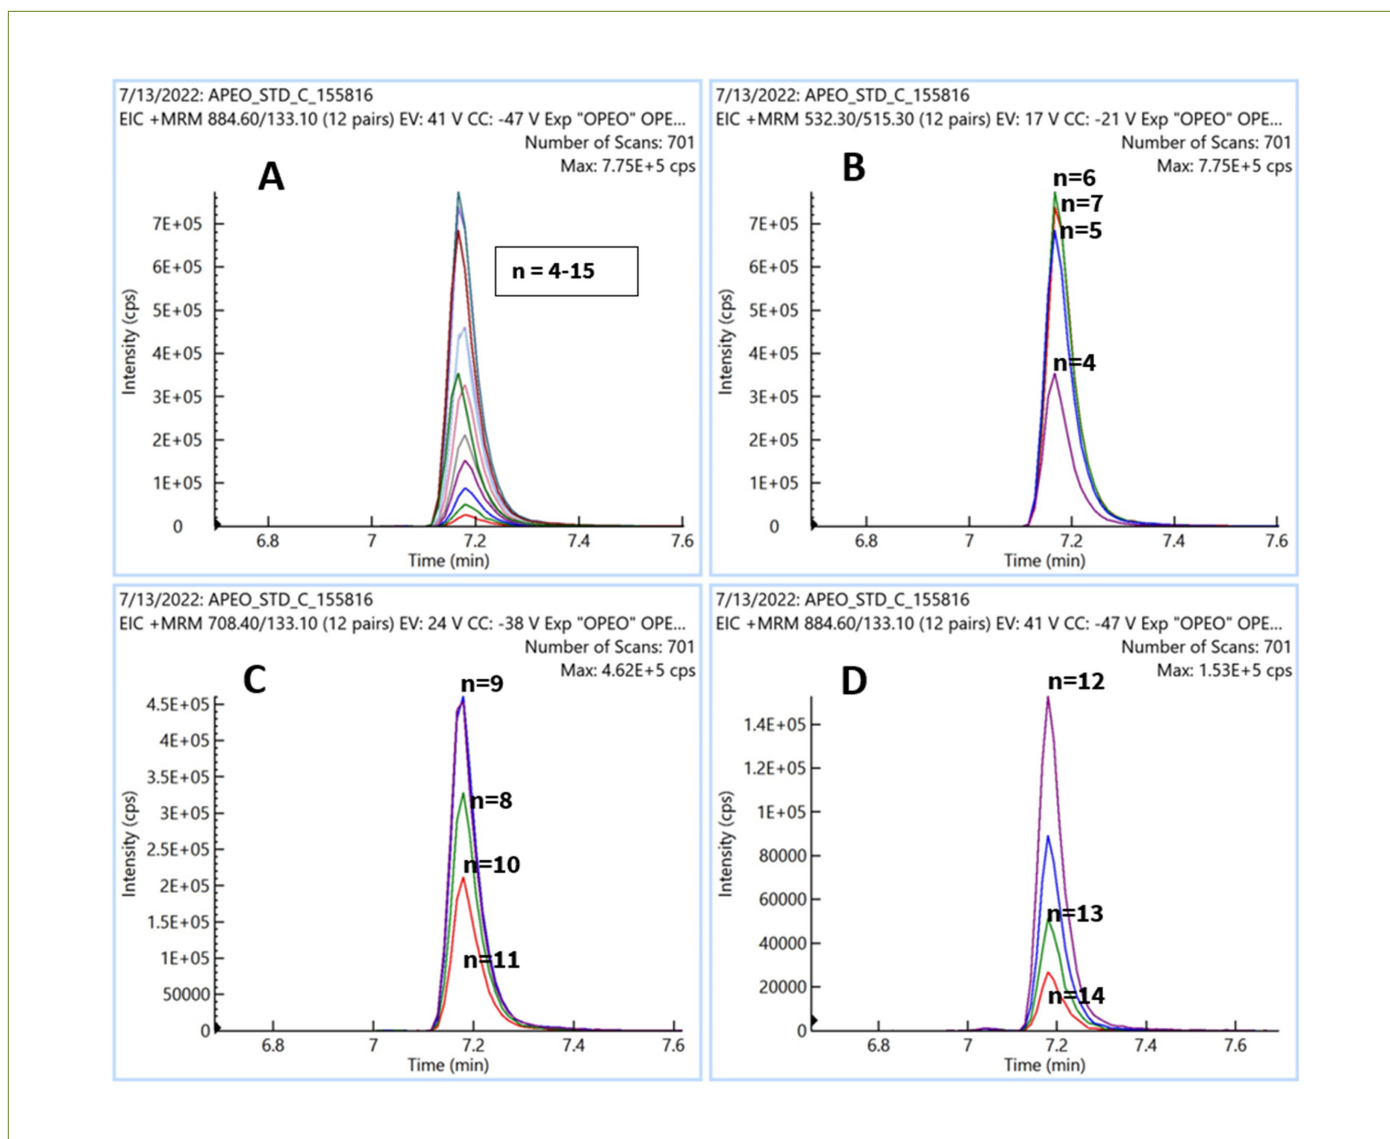 7/13/2022: APEO_STD_C_155816
EIC +MRM 884.60/133.10 (12 pairs) EV: 41 V CC: -47 V Exp "OPEO" OPE...
Number of Scans: 701
Max: 7.75E+5 cps
A
n = 4-15
7E+05
6E+05
5E+05
4E+05
3E+05
2E+05
1E+05
0
Intensity (cps)
6.8 7 7.2 7.4 7.6
Time (min)
7/13/2022: APEO_STD_C_155816
EIC +MRM 532.30/515.30 (12 pairs) EV: 17 V CC: -21 V Exp "OPEO" OPE...
Number of Scans: 701
Max: 7.75E+5 cps
B
n=6
n=7
n=5
n=4
7E+05
6E+05
5E+05
4E+05
3E+05
2E+05
1E+05
0
Intensity (cps)
6.8 7 7.2 7.4 7.6
Time (min)
7/13/2022: APEO_STD_C_155816
EIC +MRM 708.40/133.10 (12 pairs) EV: 24 V CC: -38 V Exp "OPEO" OPE...
Number of Scans: 701
Max: 4.62E+5 cps
C
n=9
n=8
n=10
n=11
4.5E+05
4E+05
3.5E+05
3E+05
2.5E+05
2E+05
1.5E+05
1E+05
50000
0
Intensity (cps)
6.8 7 7.2 7.4 7.6
Time (min)
7/13/2022: APEO_STD_C_155816
EIC +MRM 884.60/133.10 (12 pairs) EV: 41 V CC: -47 V Exp "OPEO" OPE...
Number of Scans: 701
Max: 1.53E+5 cps
D
n=12
n=13
n=14
1.4E+05
1.2E+05
1E+05
80000
60000
40000
20000
0
Intensity (cps)
6.8 7 7.2 7.4 7.6
Time (min)